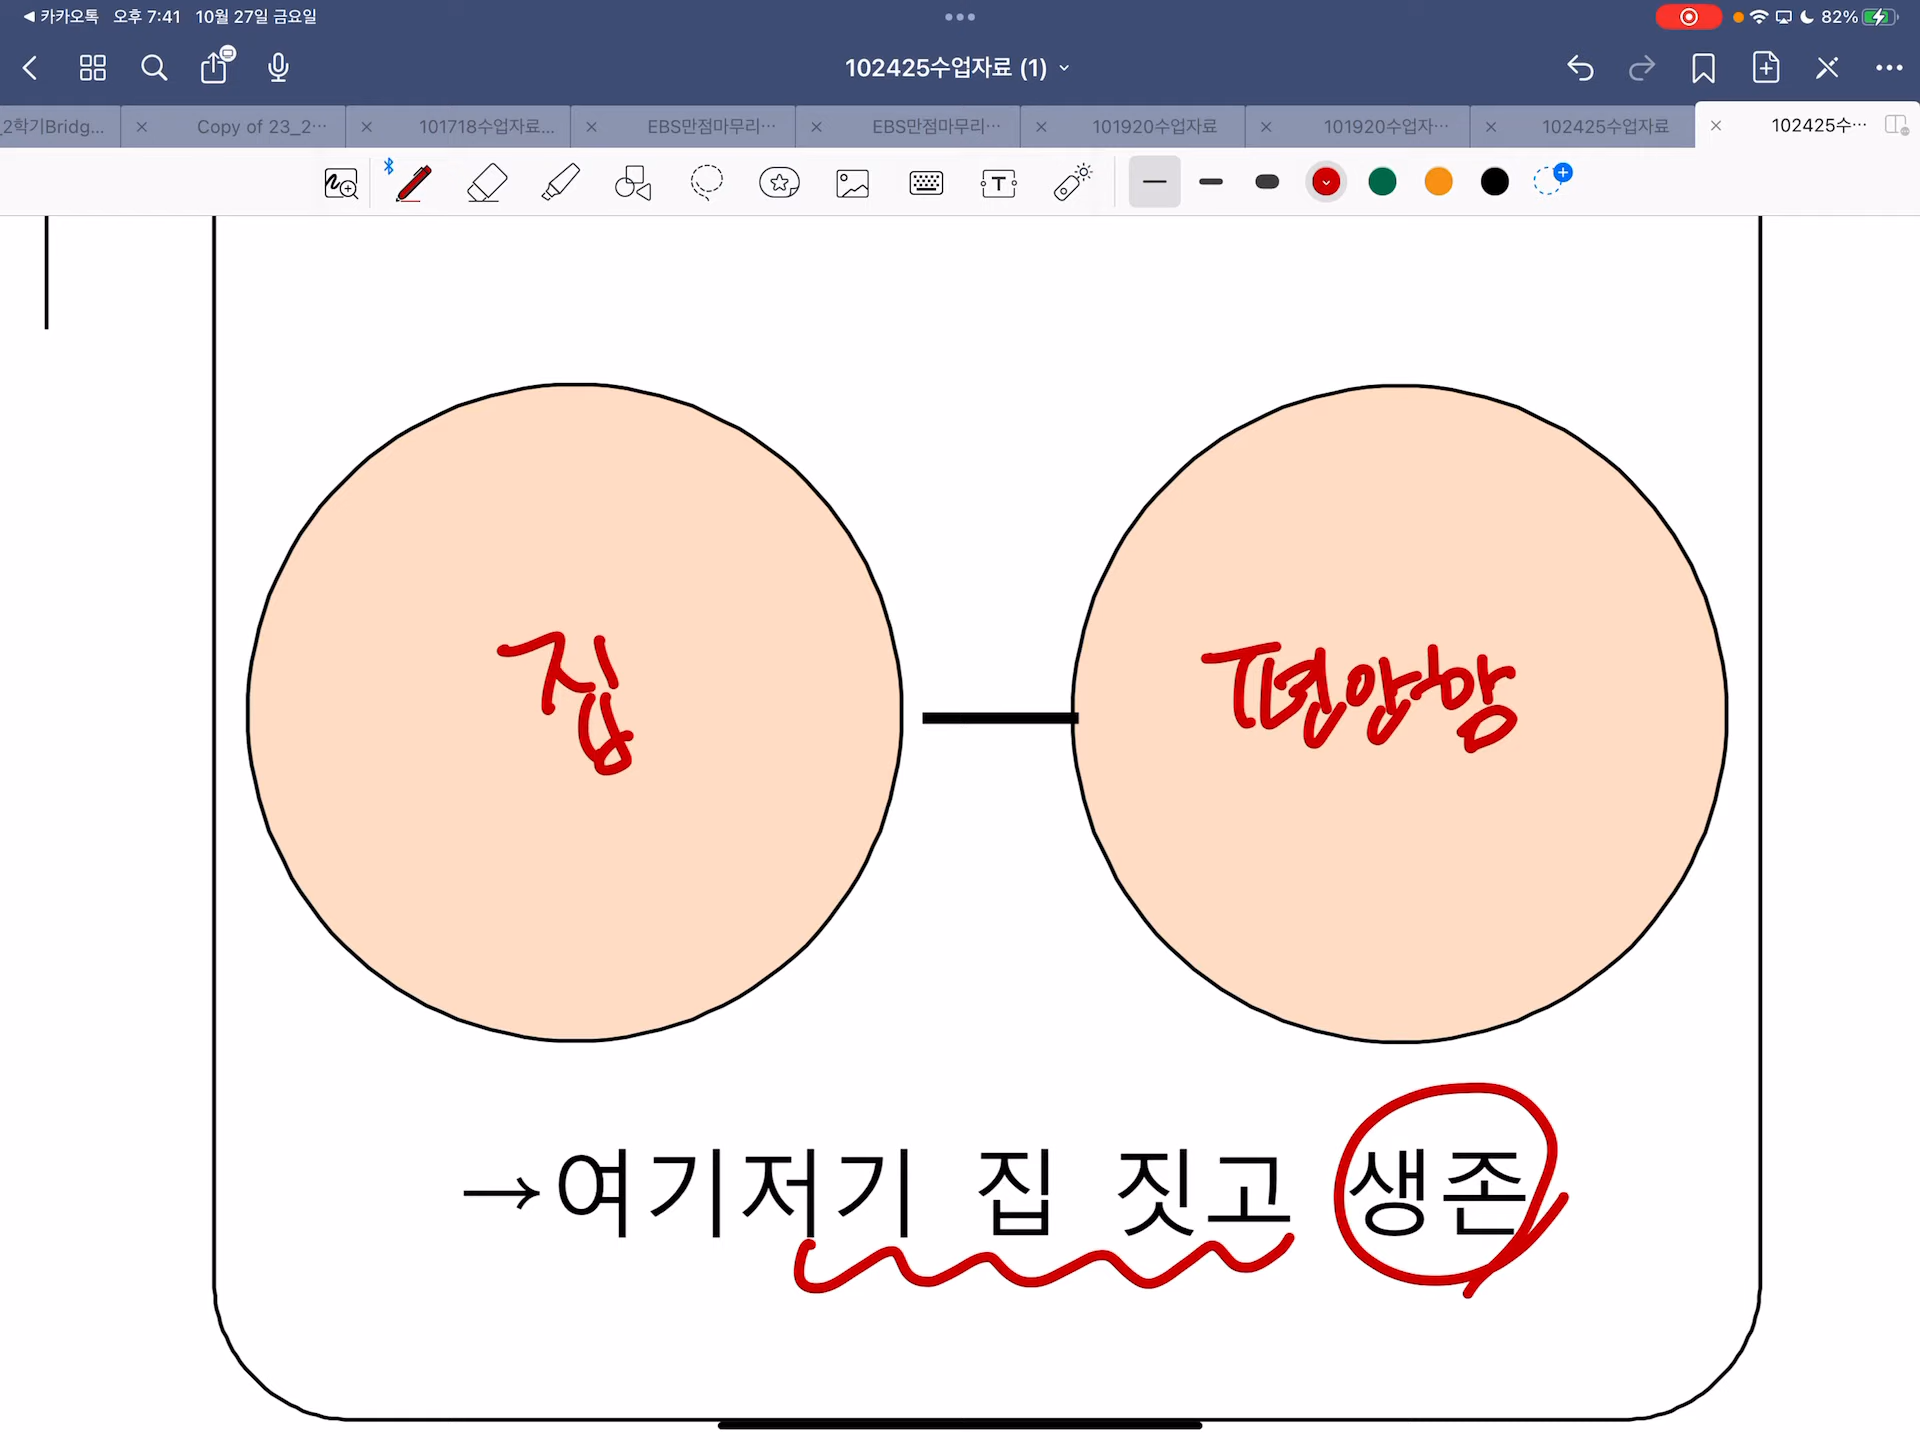 ◀ 카카오톡 오후 7:41 10월 27일 금요일
82%
102425수업자료 (1)
_2학기Bridg...
Copy of 23_2...
101718수업자료...
EBS만점마무리...
EBS만점마무리...
101920수업자료
101920수업자...
102425수업자료
102425수...
T
집
편안함
→여기저기 집 짓고 생존